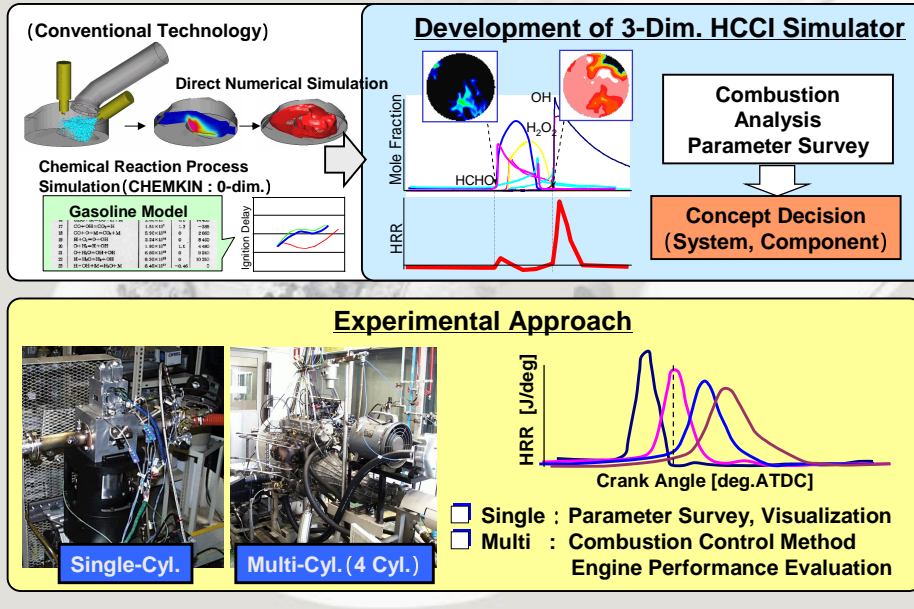 (Conventional Technology)
Direct Numerical Simulation
Chemical Reaction Process
Simulation(CHEMKIN : 0-dim.)
Gasoline Model
Ignition Delay
Development of 3-Dim. HCCI Simulator
Mole Fraction
OH
H₂O₂
HCHO
HRR
Combustion
Analysis
Parameter Survey
Concept Decision
(System, Component)
Experimental Approach
Single-Cyl.
Multi-Cyl.(4 Cyl.)
HRR [J/deg]
Crank Angle [deg.ATDC]
Single : Parameter Survey, Visualization
Multi : Combustion Control Method
Engine Performance Evaluation